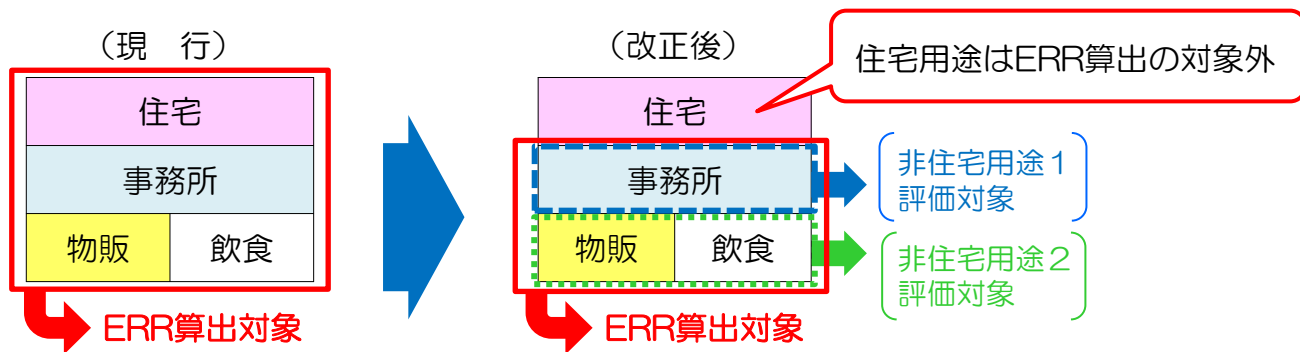 （現　行）
住宅
事務所
物販
飲食
ERR算出対象
（改正後）
住宅用途はERR算出の対象外
住宅
事務所
物販
飲食
ERR算出対象
非住宅用途１
評価対象
非住宅用途２
評価対象